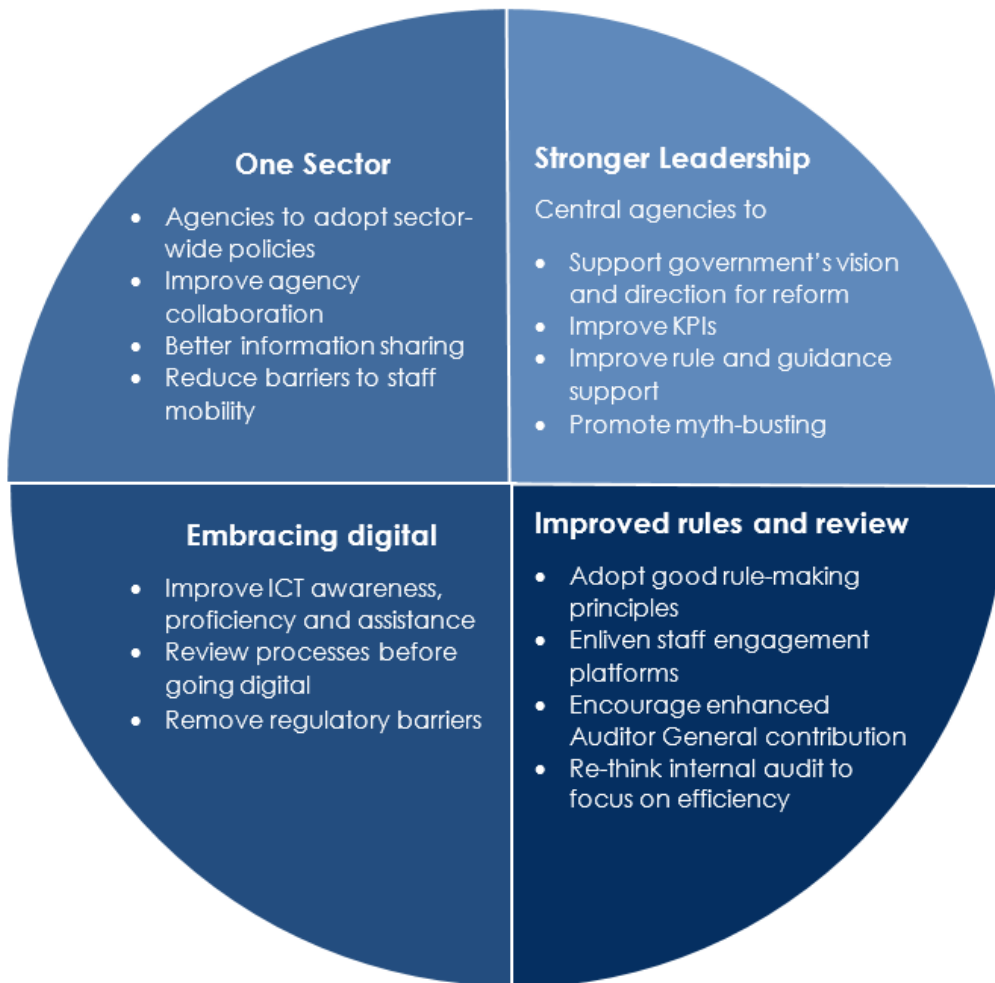 One Sector
• Agencies to adopt sector-
wide policies
• Improve agency
collaboration
• Better information sharing
• Reduce barriers to staff
mobility
Stronger Leadership
Central agencies to
• Support government’s vision
and direction for reform
• Improve KPIs
• Improve rule and guidance
support
• Promote myth-busting
Embracing digital
• Improve ICT awareness,
proficiency and assistance
• Review processes before
going digital
• Remove regulatory barriers
Improved rules and review
• Adopt good rule-making
principles
• Enliven staff engagement
platforms
• Encourage enhanced
Auditor General contribution
• Re-think internal audit to
focus on efficiency